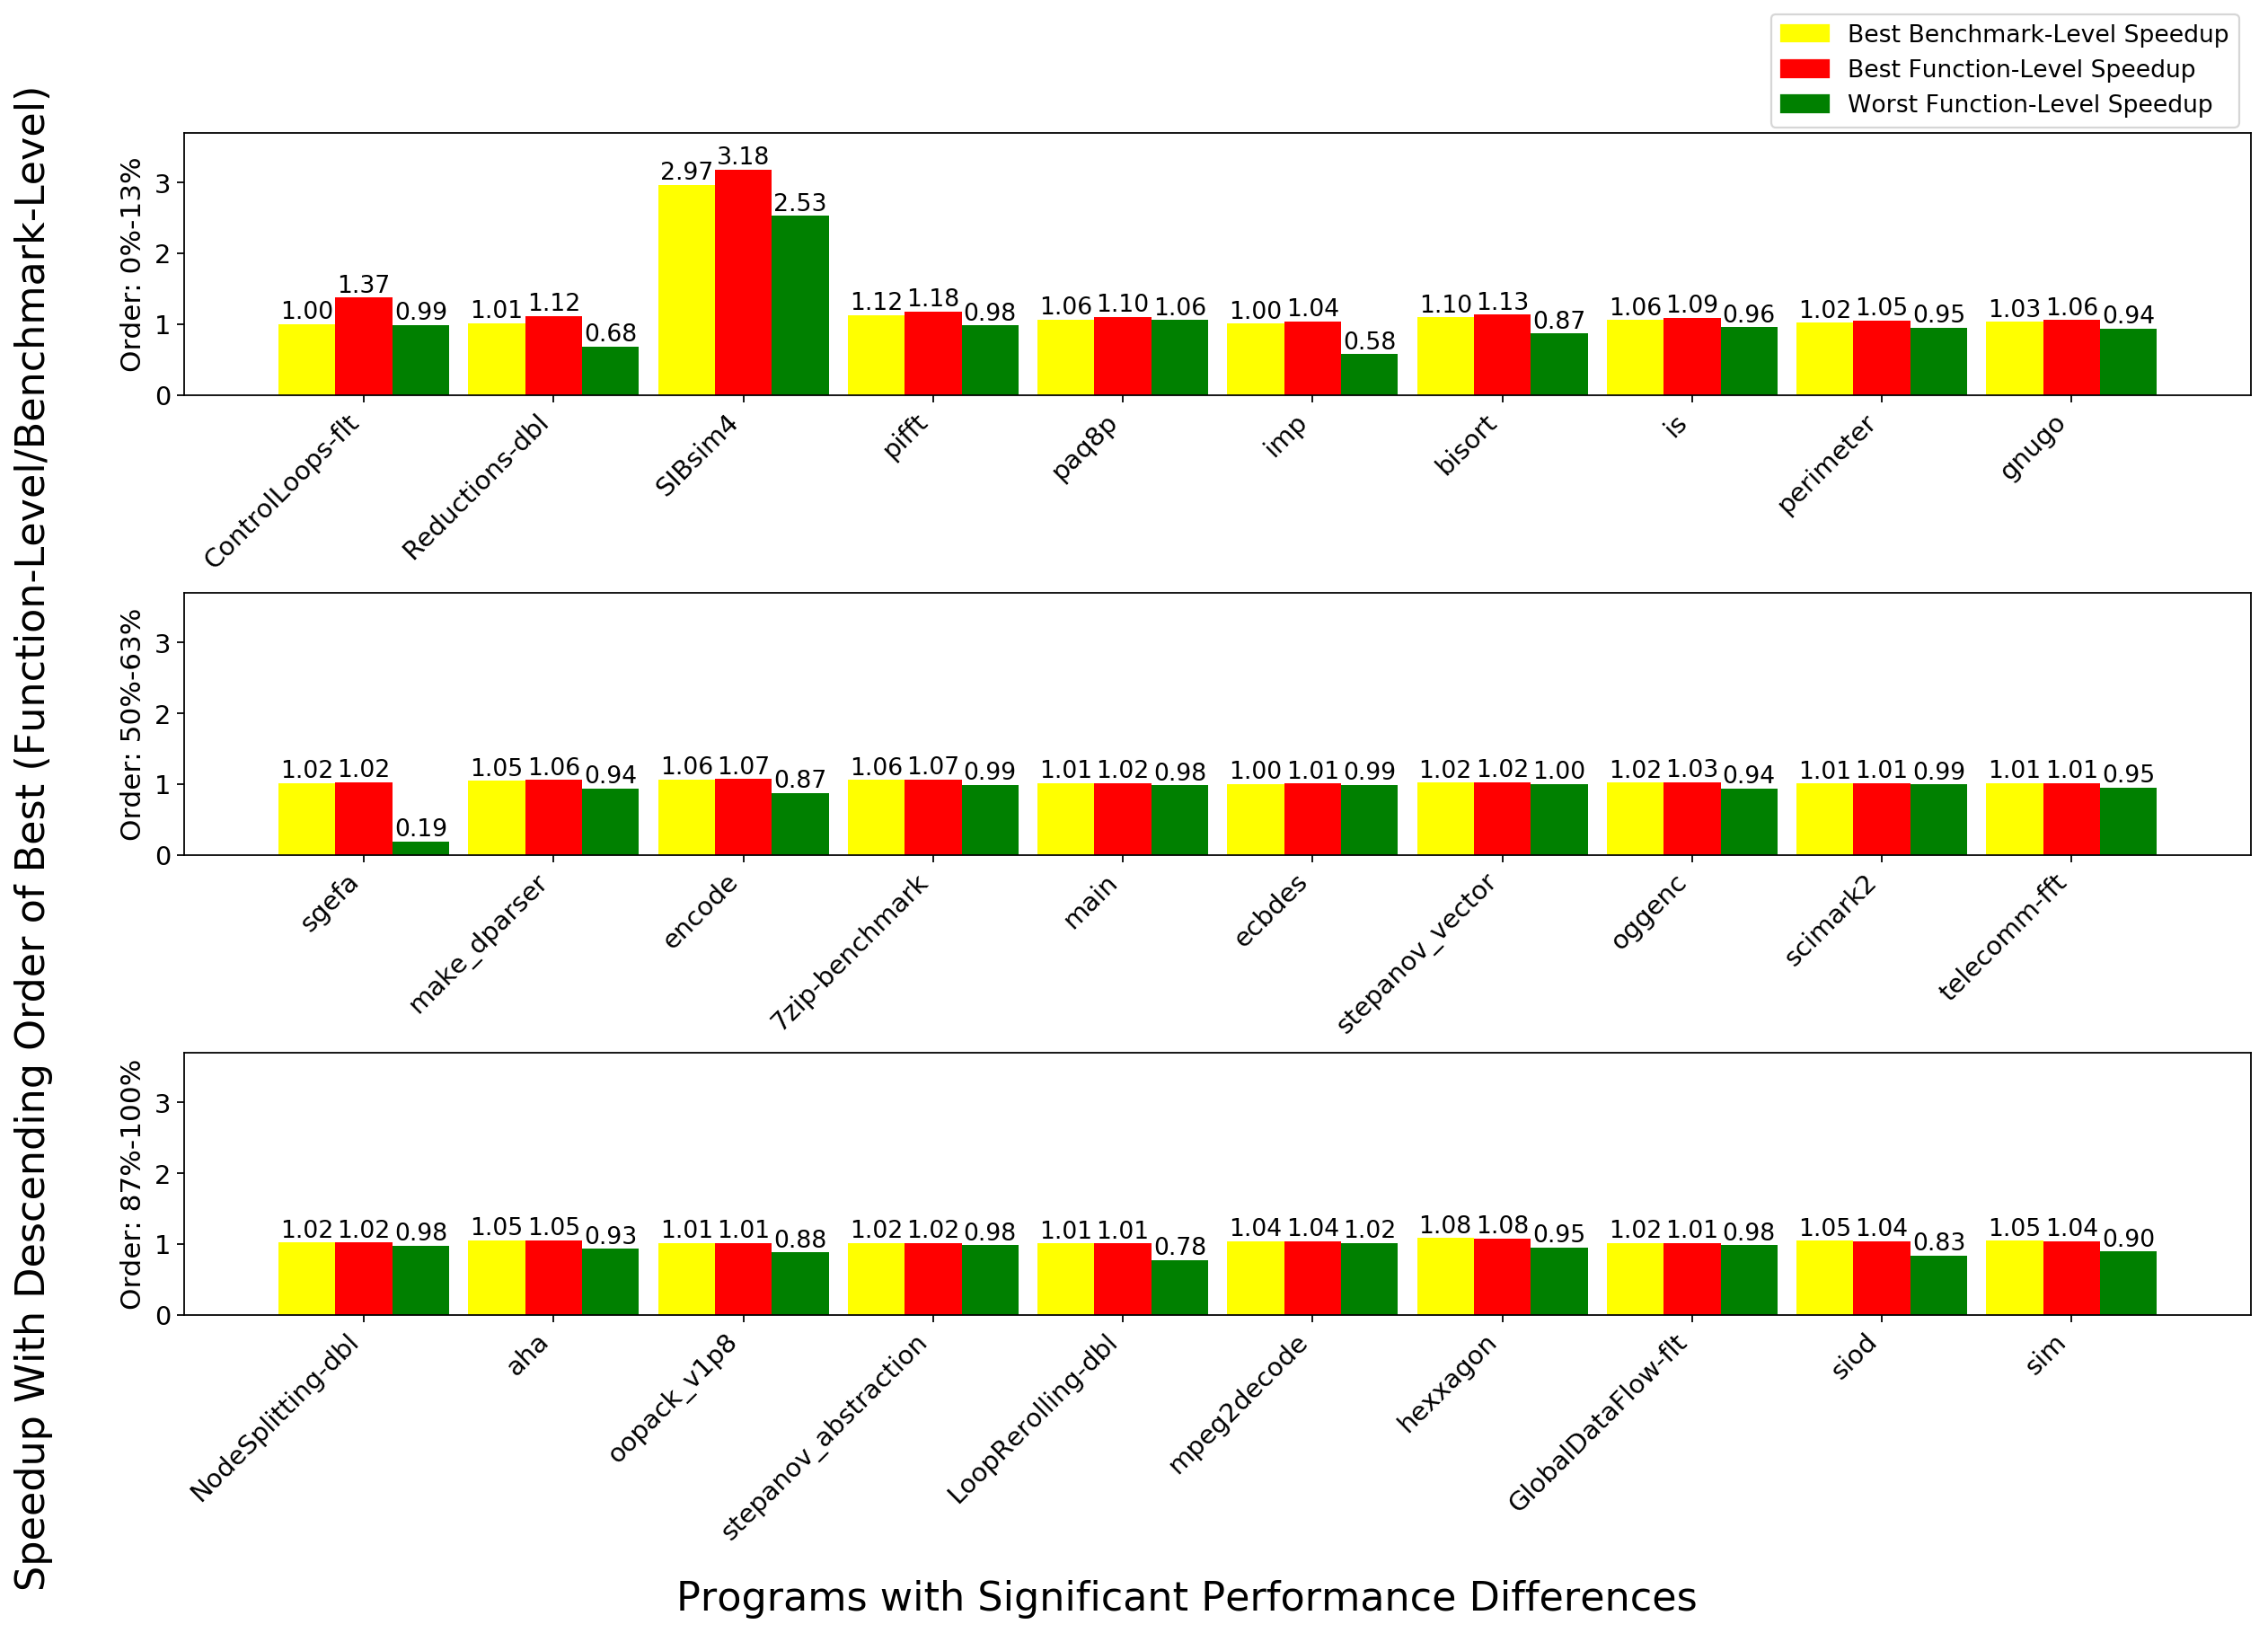 Best Benchmark-Level Speedup
Best Function-Level Speedup
Worst Function-Level Speedup
Speedup With Descending Order of Best (Function-Level/Benchmark-Level)
Order: 0%-13%
3
2
1
0
1.00 1.37 0.99 1.01 1.12 0.68 2.97 3.18 2.53 1.12 1.18 0.98 1.06 1.10 1.06 1.00 1.04 0.58 1.10 1.13 0.87 1.06 1.09 0.96 1.02 1.05 0.95 1.03 1.06 0.94
ControlLoops-flt
Reductions-dbl
SIBsim4
pifft
paq8p
imp
bisort
is
perimeter
gnugo
Order: 50%-63%
3
2
1
0
1.02 1.02 0.19 1.05 1.06 0.94 1.06 1.07 0.87 1.06 1.07 0.99 1.01 1.02 0.98 1.00 1.01 0.99 1.02 1.02 1.00 1.02 1.03 0.94 1.01 1.01 0.99 1.01 1.01 0.95
sgefa
make_dparser
encode
7zip-benchmark
main
ecbdes
stepanov_vector
oggenc
scimark2
telecomm-fft
Order: 87%-100%
3
2
1
0
1.02 1.02 0.98 1.05 1.05 0.93 1.01 1.01 0.88 1.02 1.02 0.98 1.01 1.01 0.78 1.04 1.04 1.02 1.08 1.08 0.95 1.02 1.01 0.98 1.05 1.04 0.83 1.05 1.04 0.90
NodeSplitting-dbl
aha
oopack_v1p8
stepanov_abstraction
LoopRerolling-dbl
mpeg2decode
hexxagon
GlobalDataFlow-flt
siod
sim
Programs with Significant Performance Differences